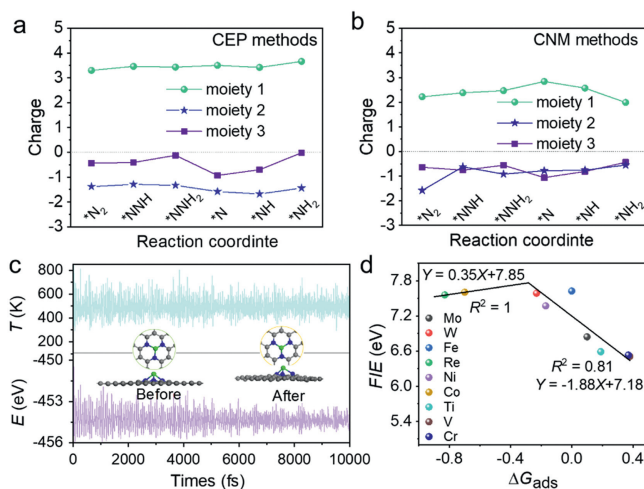 a
CEP methods
5
4
3
2
1
0
-1
-2
-3
Charge
moiety 1
moiety 2
moiety 3
*N2
*NNH
*NNH2
*N
*NH
*NH2
Reaction coordinte
b
CNM methods
5
4
3
2
1
0
-1
-2
-3
Charge
moiety 1
moiety 2
moiety 3
*N2
*NNH
*NNH2
*N
*NH
*NH2
Reaction coordinte
c
800
600
400
200
T (K)
-450
-453
-456
E (eV)
Before
After
0 2000 4000 6000 8000 10000
Times (fs)
d
7.8
7.2
6.6
6.0
5.4
FIE (eV)
Y = 0.35X+7.85
R2 = 1
Mo
W
Fe
Re
Ni
Co
Ti
V
Cr
R2 = 0.81
Y = -1.88X+7.18
-0.8 -0.4 0.0 0.4
ΔGads